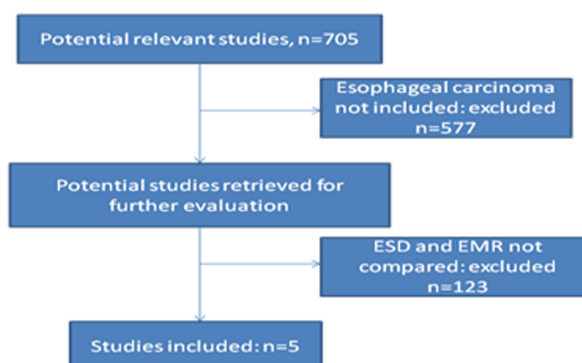 Potential relevant studies, n=705
Esophageal carcinoma
not included: excluded
n=577
Potential studies retrieved for
further evaluation
ESD and EMR not
compared: excluded
n=123
Studies included: n=5